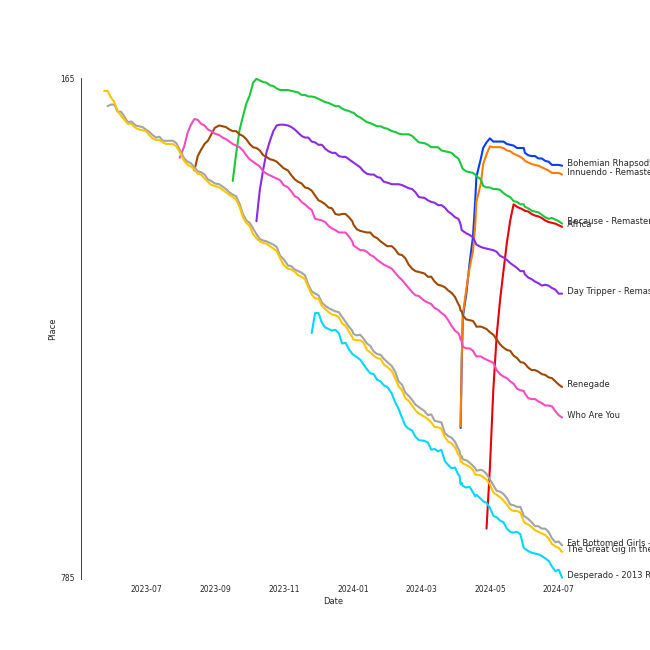 165
Bohemian Rhapsody
Innuendo - Remaste
Because - Remaster
Africa
Day Tripper - Remas
Place
Renegade
Who Are You
Fat Bottomed Girls -
The Great Gig in the
Desperado - 2013 R
785
2023-07
2023-09
2023-11
2024-01
2024-03
2024-05
2024-07
Date